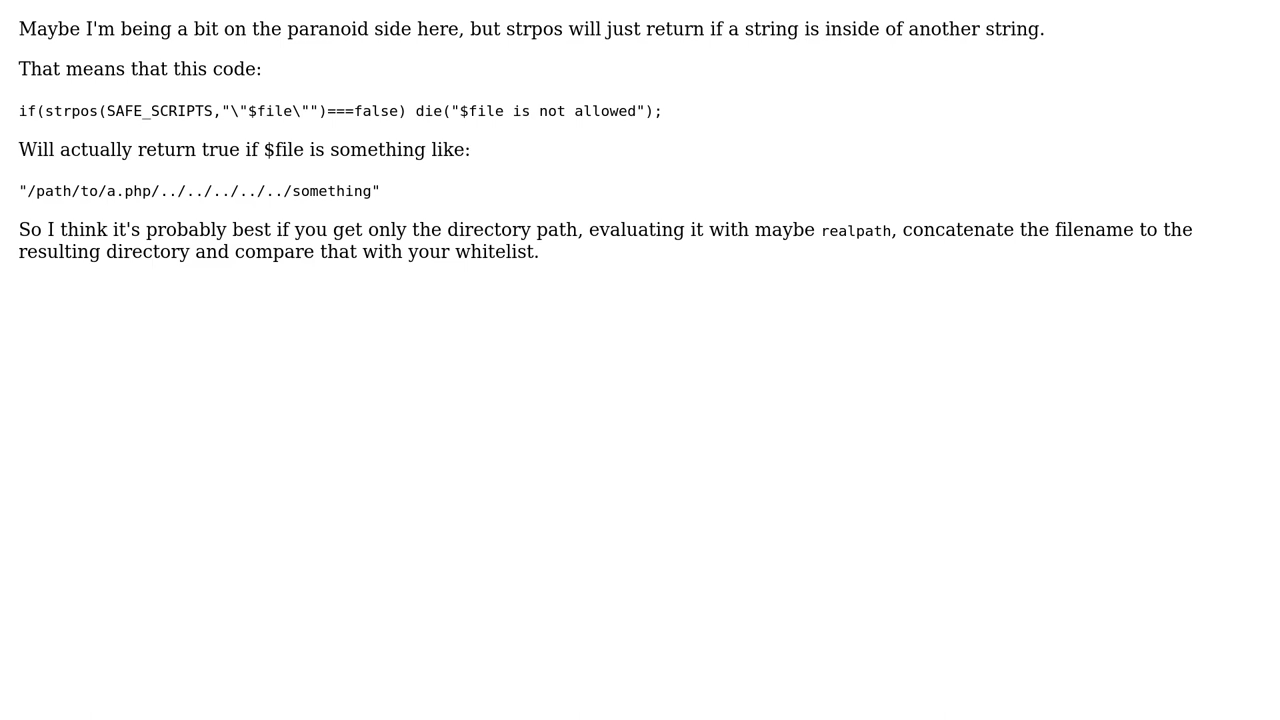 Maybe I'm being a bit on the paranoid side here, but strpos will just return if a string is inside of another string.
That means that this code:
if(strpos(SAFE_SCRIPTS,"\"$file\"")===false) die("$file is not allowed");
Will actually return true if $file is something like:
"/path/to/a.php/../../../../../something"
So I think it's probably best if you get only the directory path, evaluating it with maybe realpath, concatenate the filename to the
resulting directory and compare that with your whitelist.